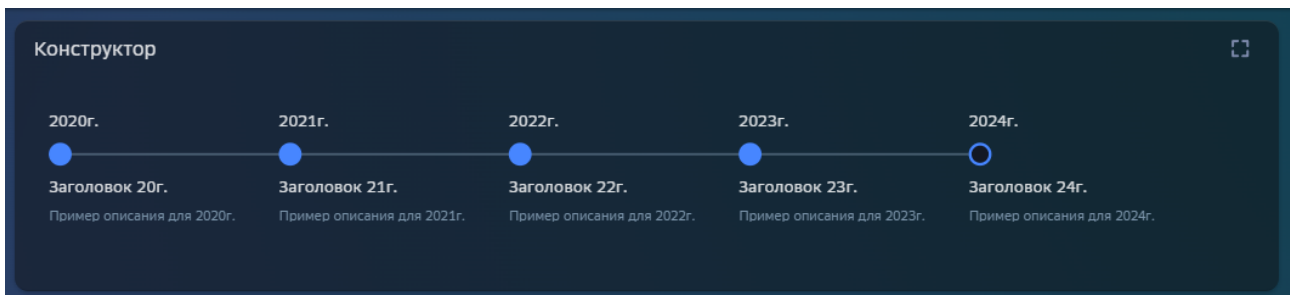 Конструктор
2020г. 2021г. 2022г. 2023г. 2024г.
Заголовок 20г. Заголовок 21г. Заголовок 22г. Заголовок 23г. Заголовок 24г.
Пример описания для 2020г. Пример описания для 2021г. Пример описания для 2022г. Пример описания для 2023г. Пример описания для 2024г.